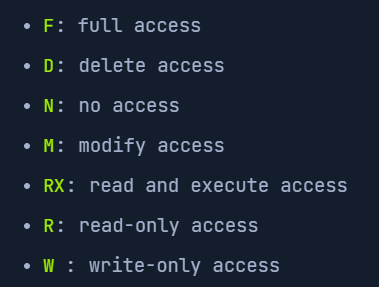 • F: full access
• D: delete access
• N: no access
• M: modify access
• RX: read and execute access
• R: read-only access
• W : write-only access